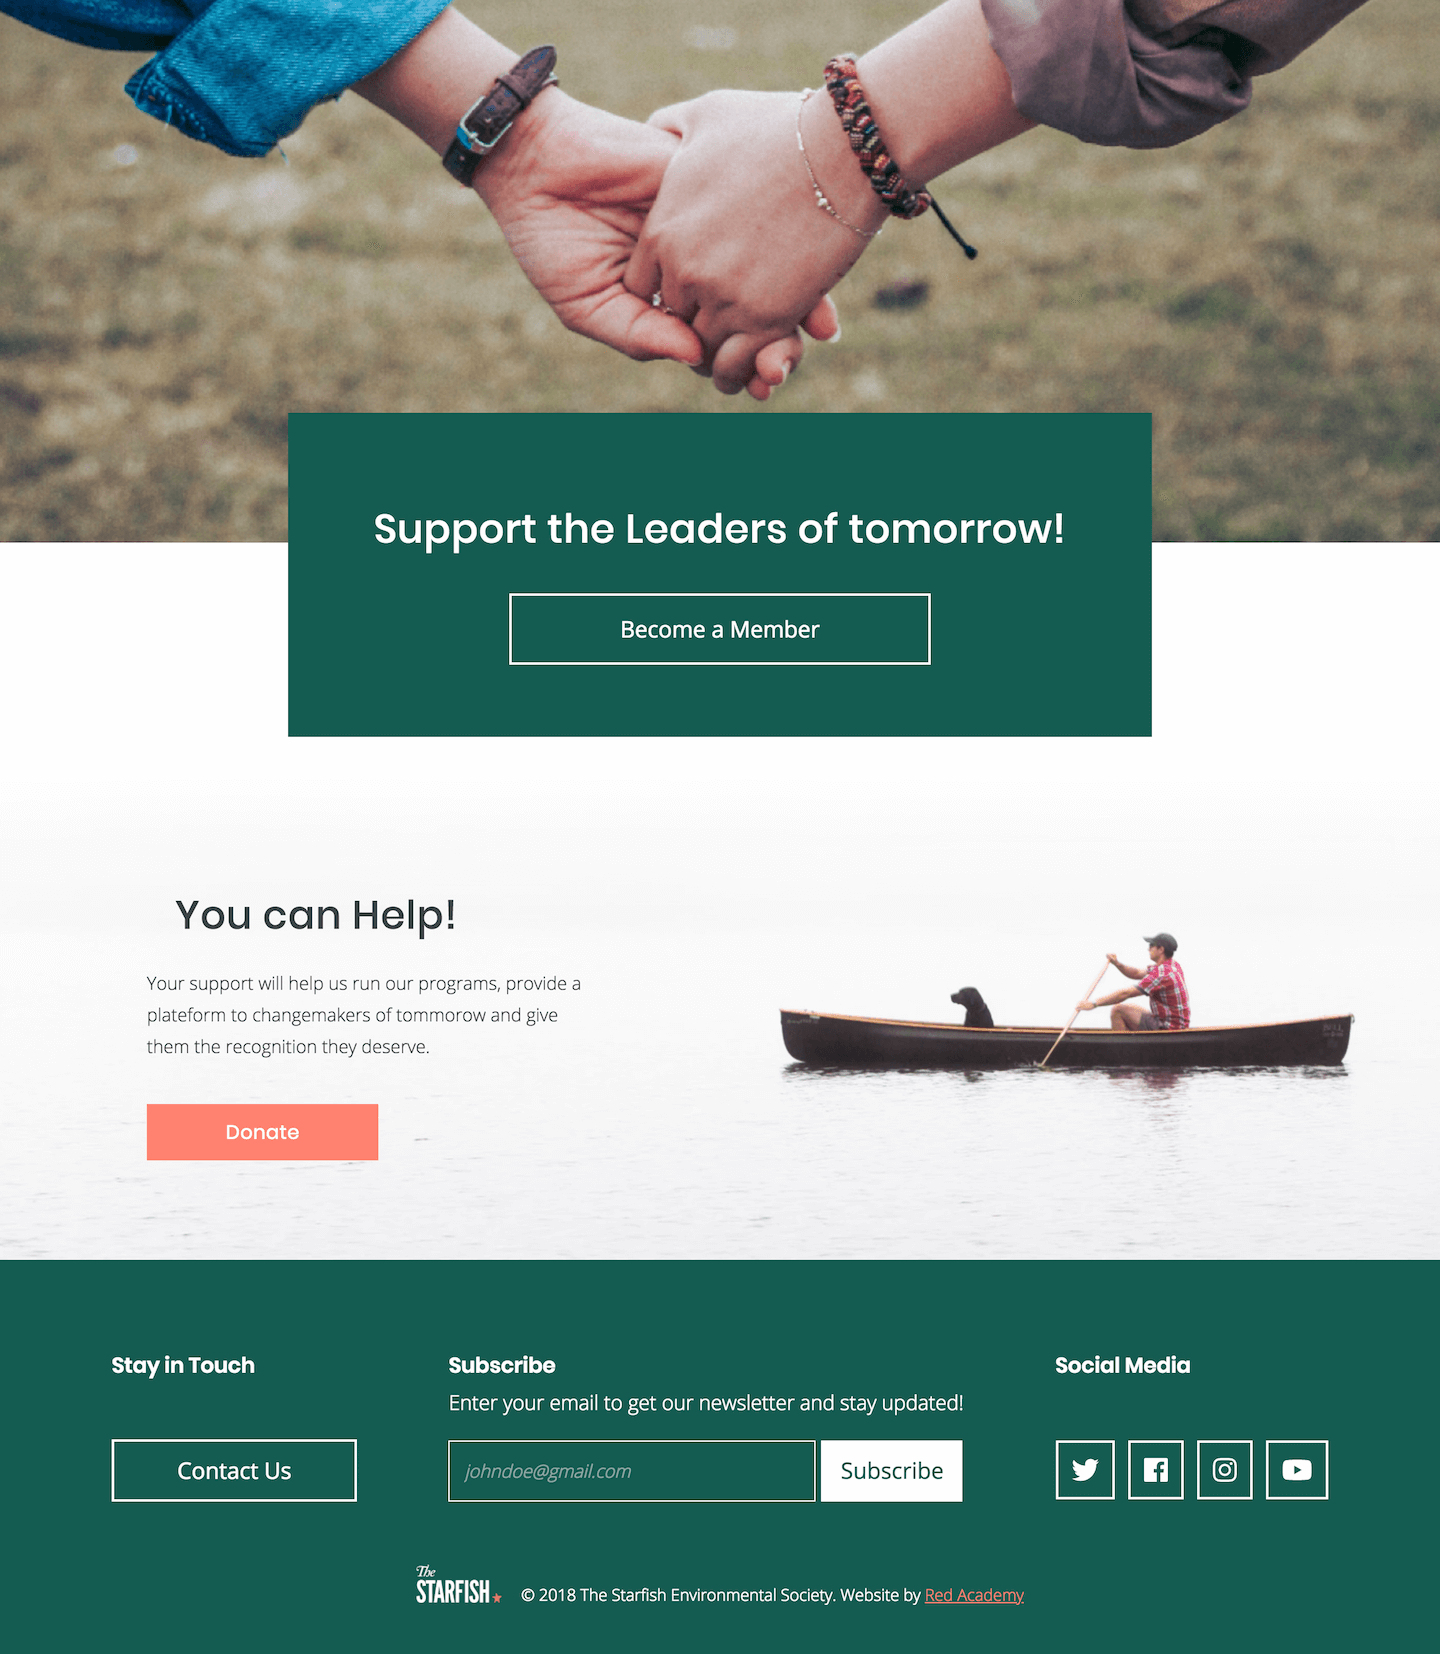 Support the Leaders of tomorrow!
Become a Member
You can Help!
Your support will help us run our programs, provide a
plateform to changemakers of tommorow and give
them the recognition they deserve.
Donate
Stay in Touch
Contact Us
Subscribe
Enter your email to get our newsletter and stay updated!
johndoe@gmail.com
Subscribe
Social Media
The
STARFISH
© 2018 The Starfish Environmental Society. Website by Red Academy